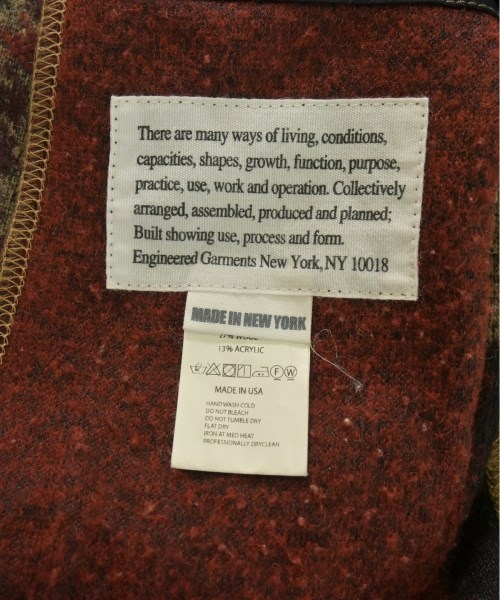 There are many ways of living, conditions,
capacities, shapes, growth, function, purpose,
practice, use, work and operation. Collectively
arranged, assembled, produced and planned;
Built showing use, process and form.
Engineered Garments New York, NY 10018
MADE IN NEW YORK
13% ACRYLIC
F W
MADE IN USA
HAND WASH COLD
DO NOT BLEACH
DO NOT TUMBLE DRY
FLAT DRY
IRON AT MED HEAT
PROFESSIONALLY DRYCLEAN